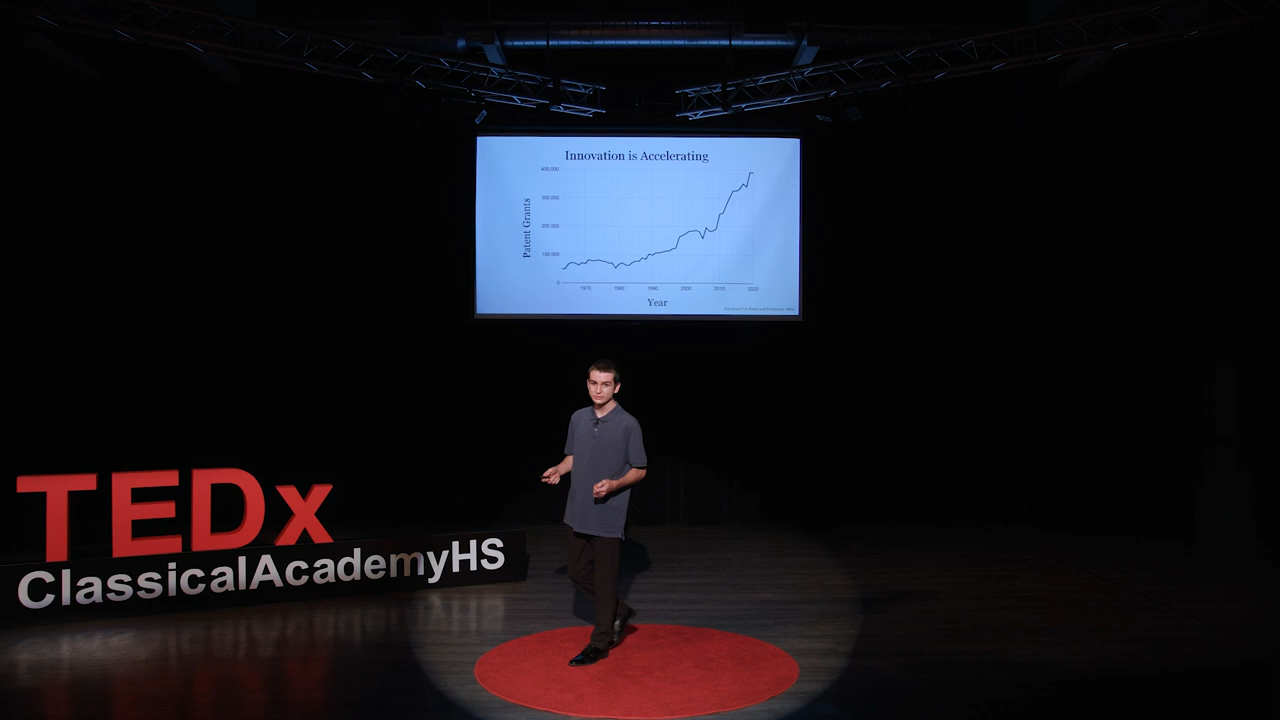 Innovation is Accelerating
400,000
300,000
200,000
100,000
0
Patent Grants
1970 1980 1990 2000 2010 2020
Year
TEDx
ClassicalAcademyHS